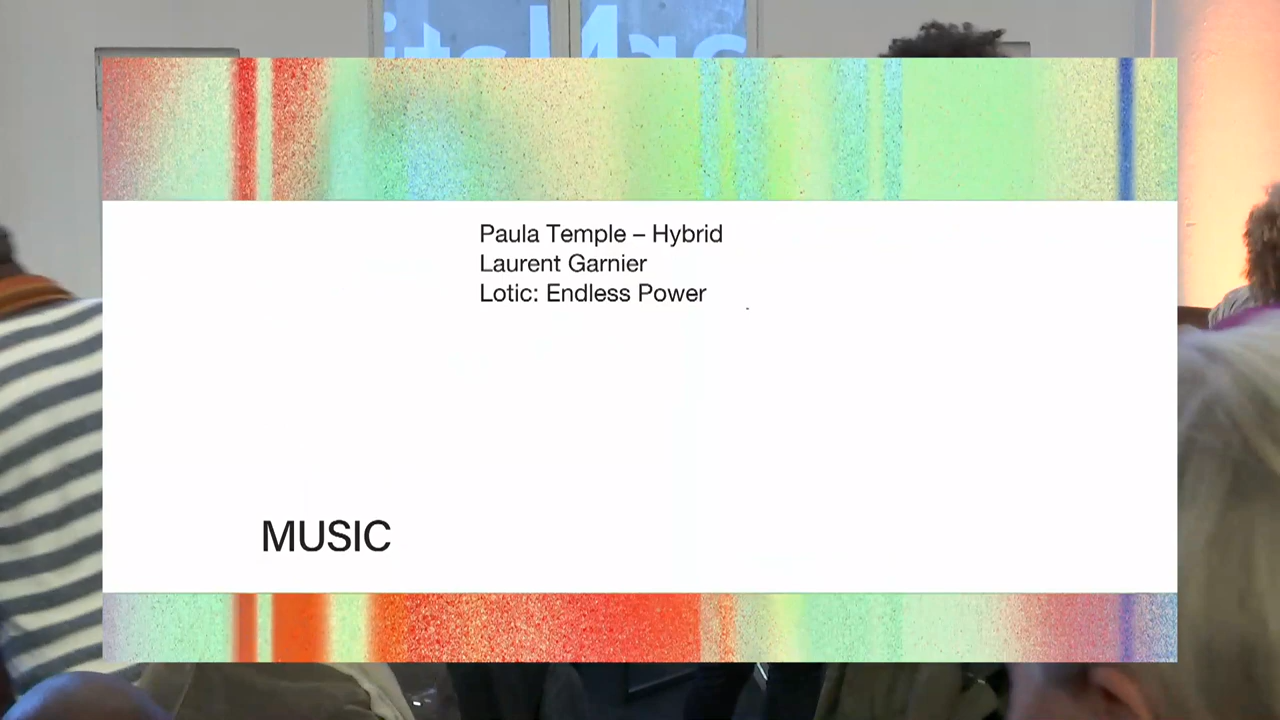 Paula Temple – Hybrid
Laurent Garnier
Lotic: Endless Power
MUSIC